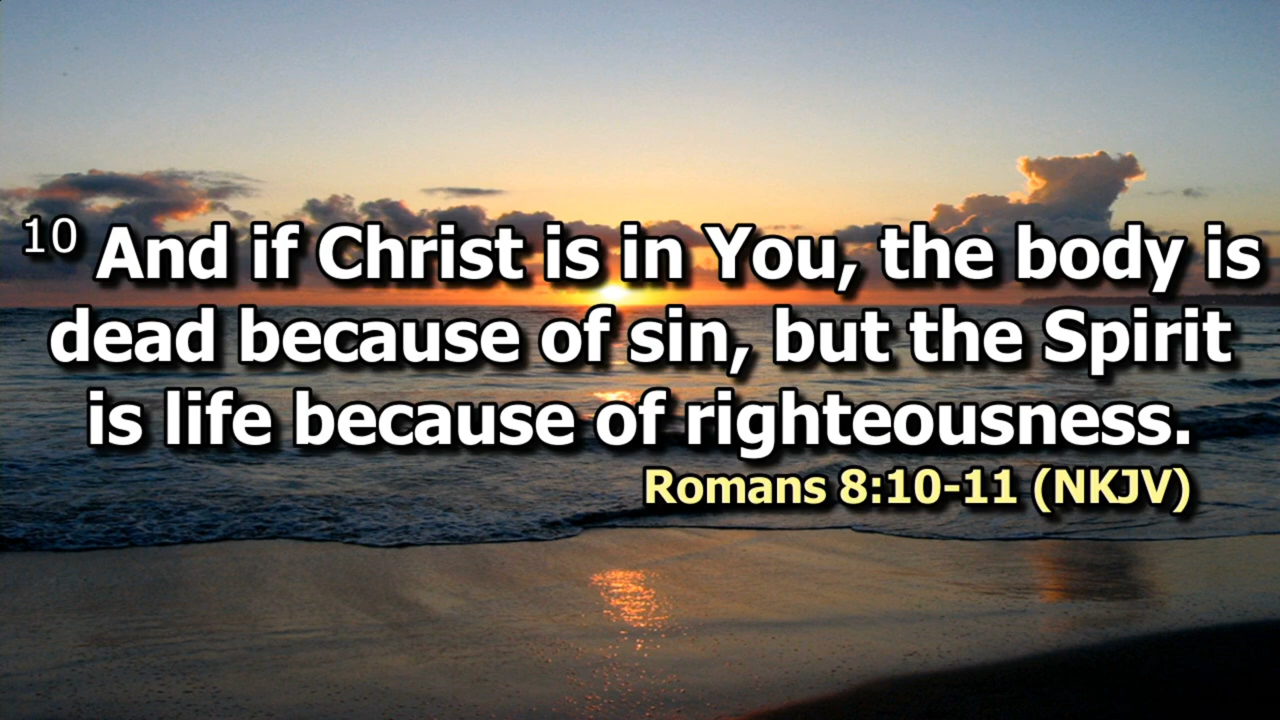 10 And if Christ is in You, the body is
dead because of sin, but the Spirit
is life because of righteousness.
Romans 8:10-11 (NKJV)